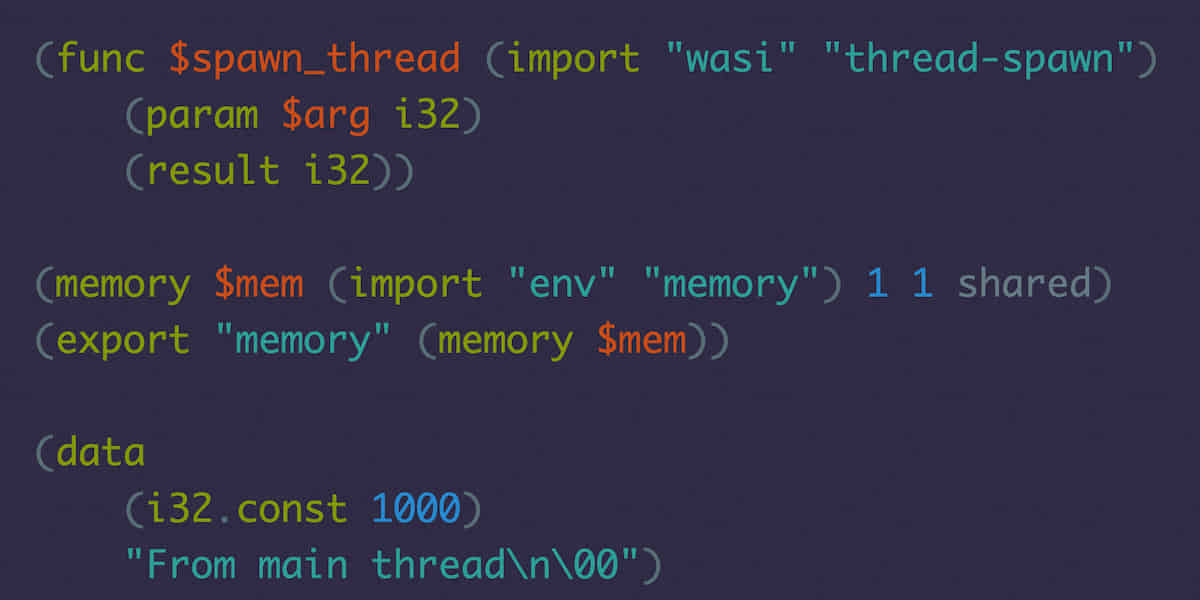 (func $spawn_thread (import "wasi" "thread-spawn")
    (param $arg i32)
    (result i32))

(memory $mem (import "env" "memory") 1 1 shared)
(export "memory" (memory $mem))

(data
    (i32.const 1000)
    "From main thread\n\00")